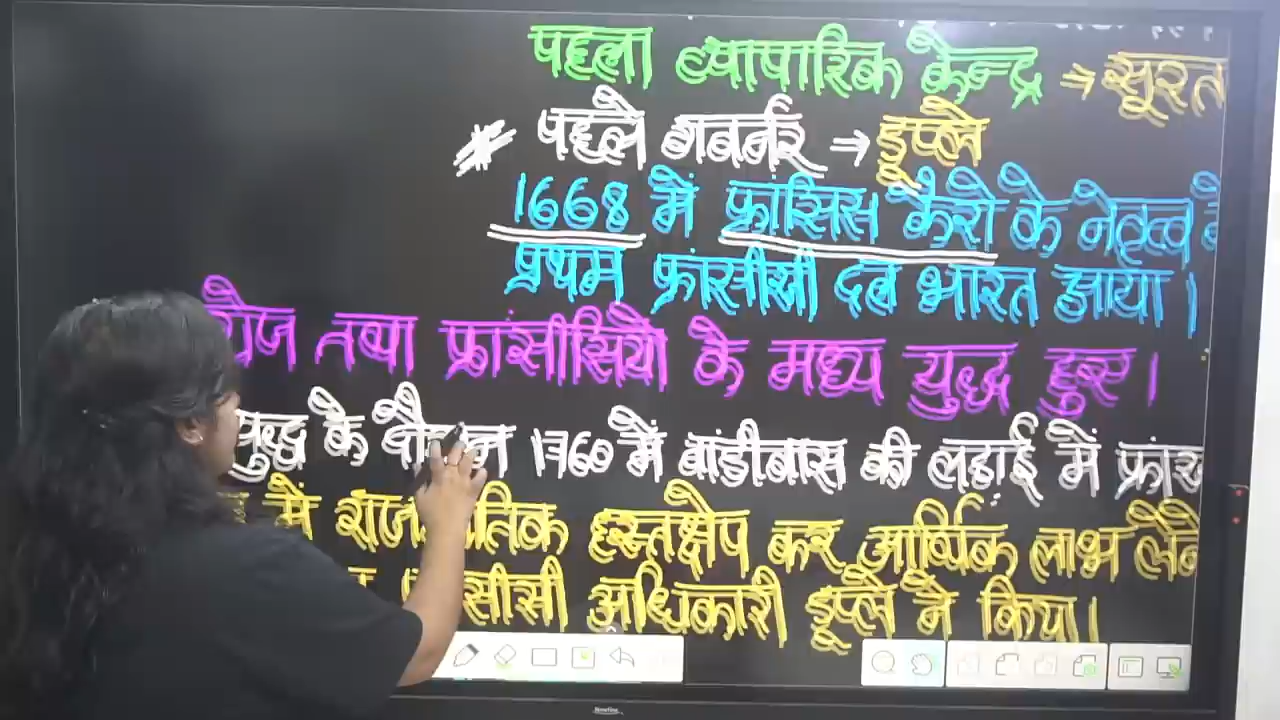 पहला व्यापारिक केन्द्र ⇒ सूरत
* पहले गवर्नर → डूप्ले
1668 में फ्रांसिस कैरो के नेतृत्व
प्रथम फ्रांसीसी दल भारत आया।
तथा फ्रांसीसियों के मध्य युद्ध हुए।
युद्ध के दौरान 1760 में वांडीवास की लड़ाई में
में हस्तक्षेप कर आर्थिक लाभ लेने
अधिकारी डूप्ले ने किया।